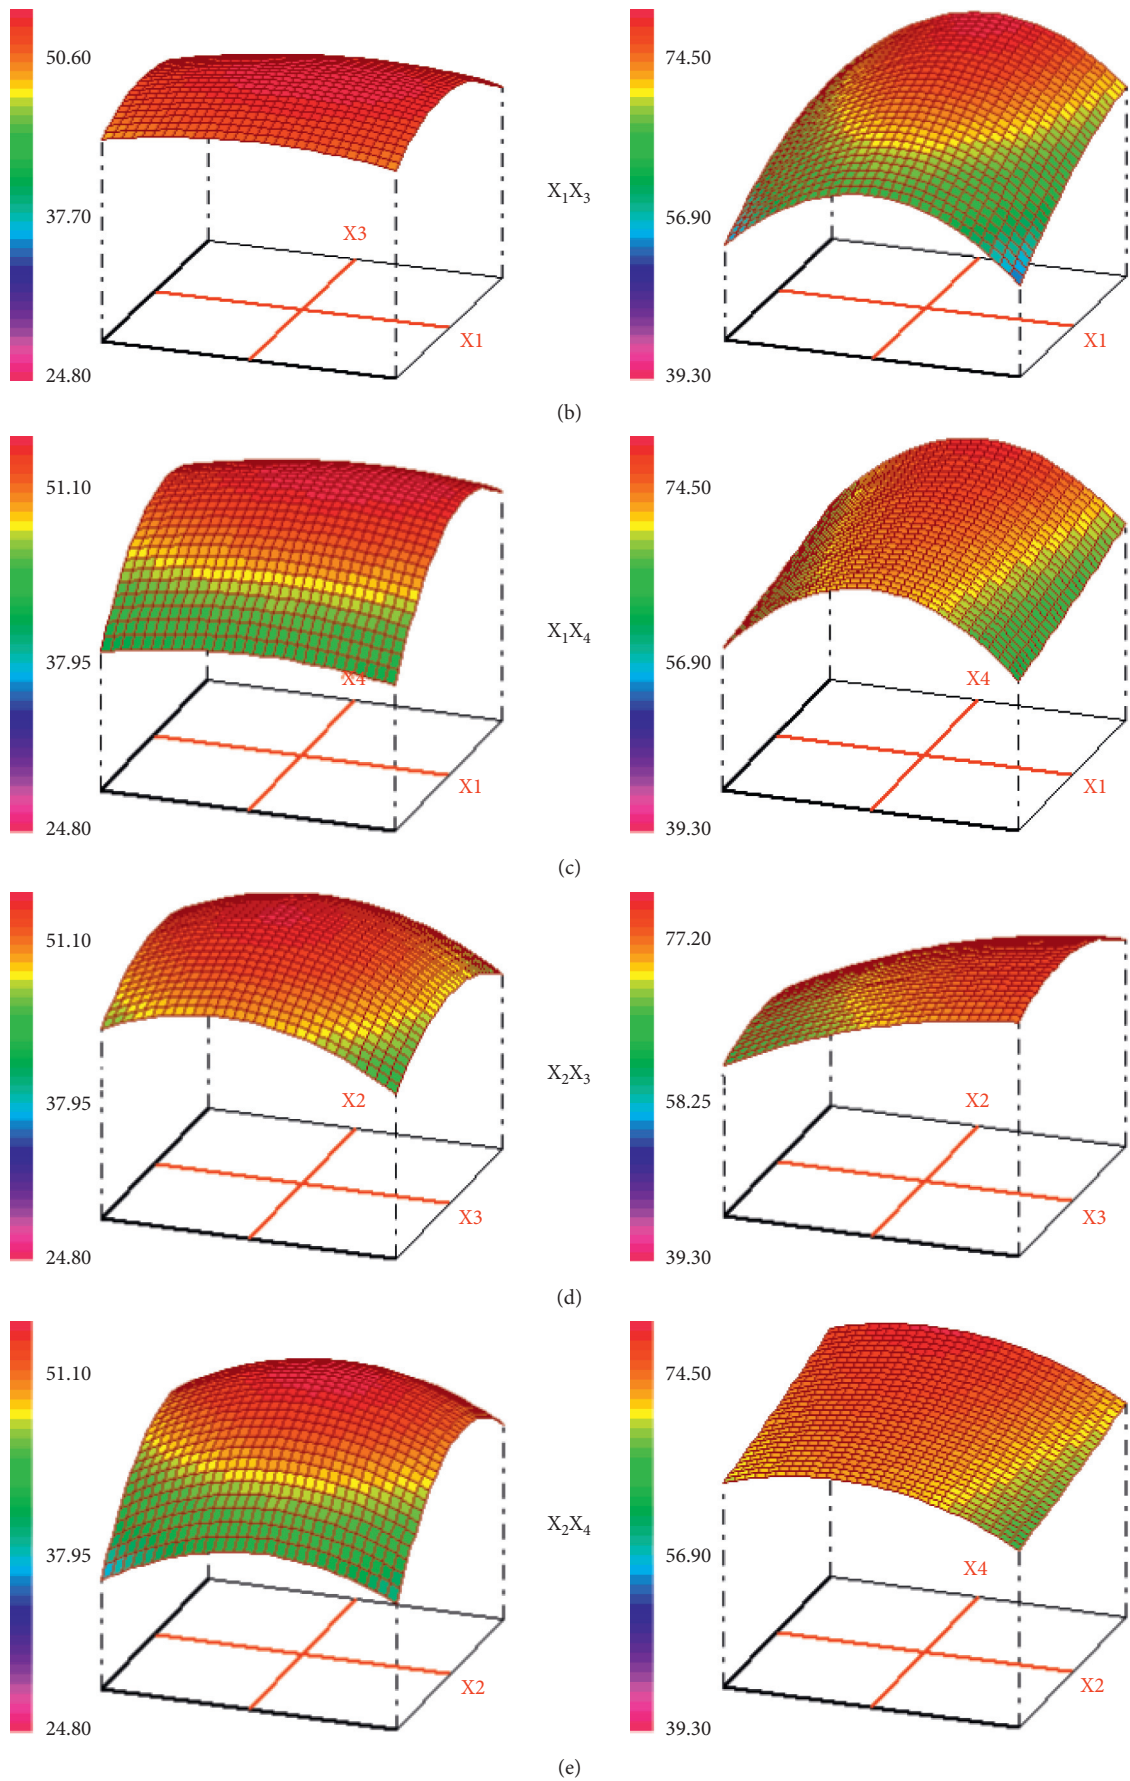 50.60
37.70
24.80
X3
X1
X₁X₃
74.50
56.90
39.30
X1
(b)
51.10
37.95
24.80
X4
X1
X₁X₄
74.50
56.90
39.30
X4
X1
(c)
51.10
37.95
24.80
X2
X3
X₂X₃
77.20
58.25
39.30
X2
X3
(d)
51.10
37.95
24.80
X2
X₂X₄
74.50
56.90
39.30
X4
X2
(e)